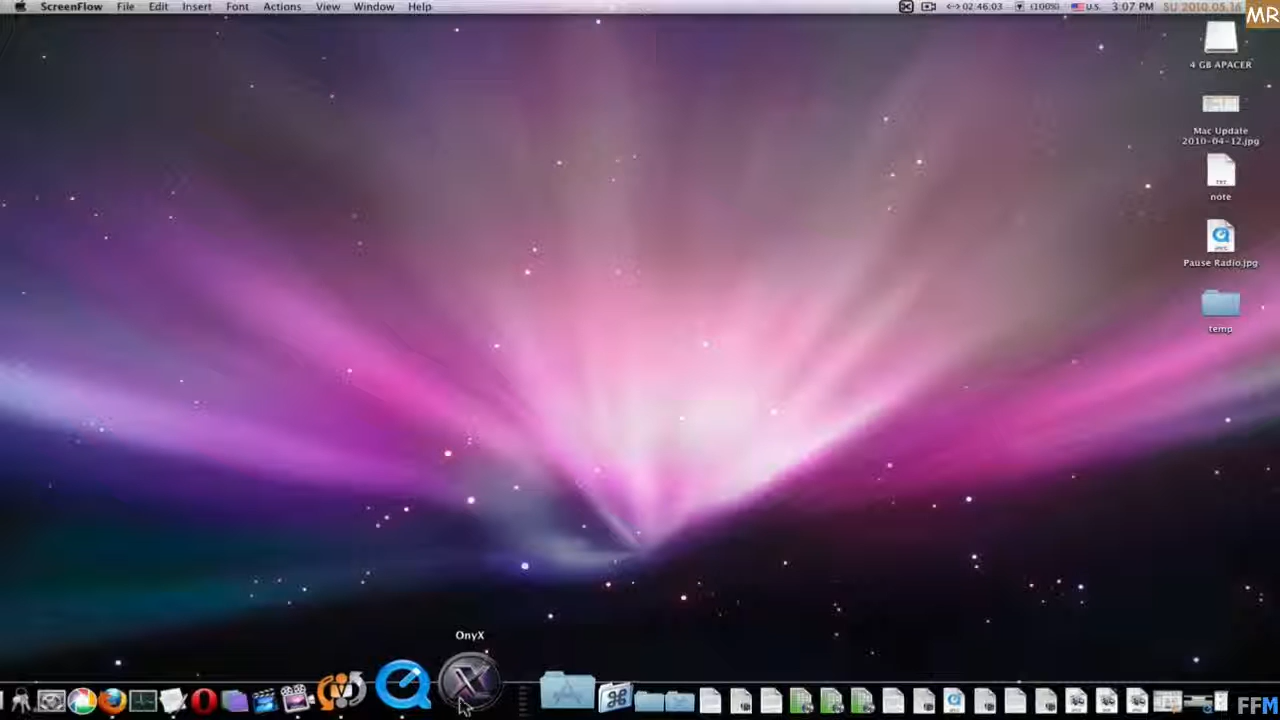 ScreenFlow File Edit Insert Font Actions View Window Help
02:46:03 (100%) U.S. 3:07 PM SU 2010.05.16
MR
4 GB APACER
Mac Update
2010-04-12.jpg
TXT
note
Pause Radio.jpg
temp
OnyX
FFM